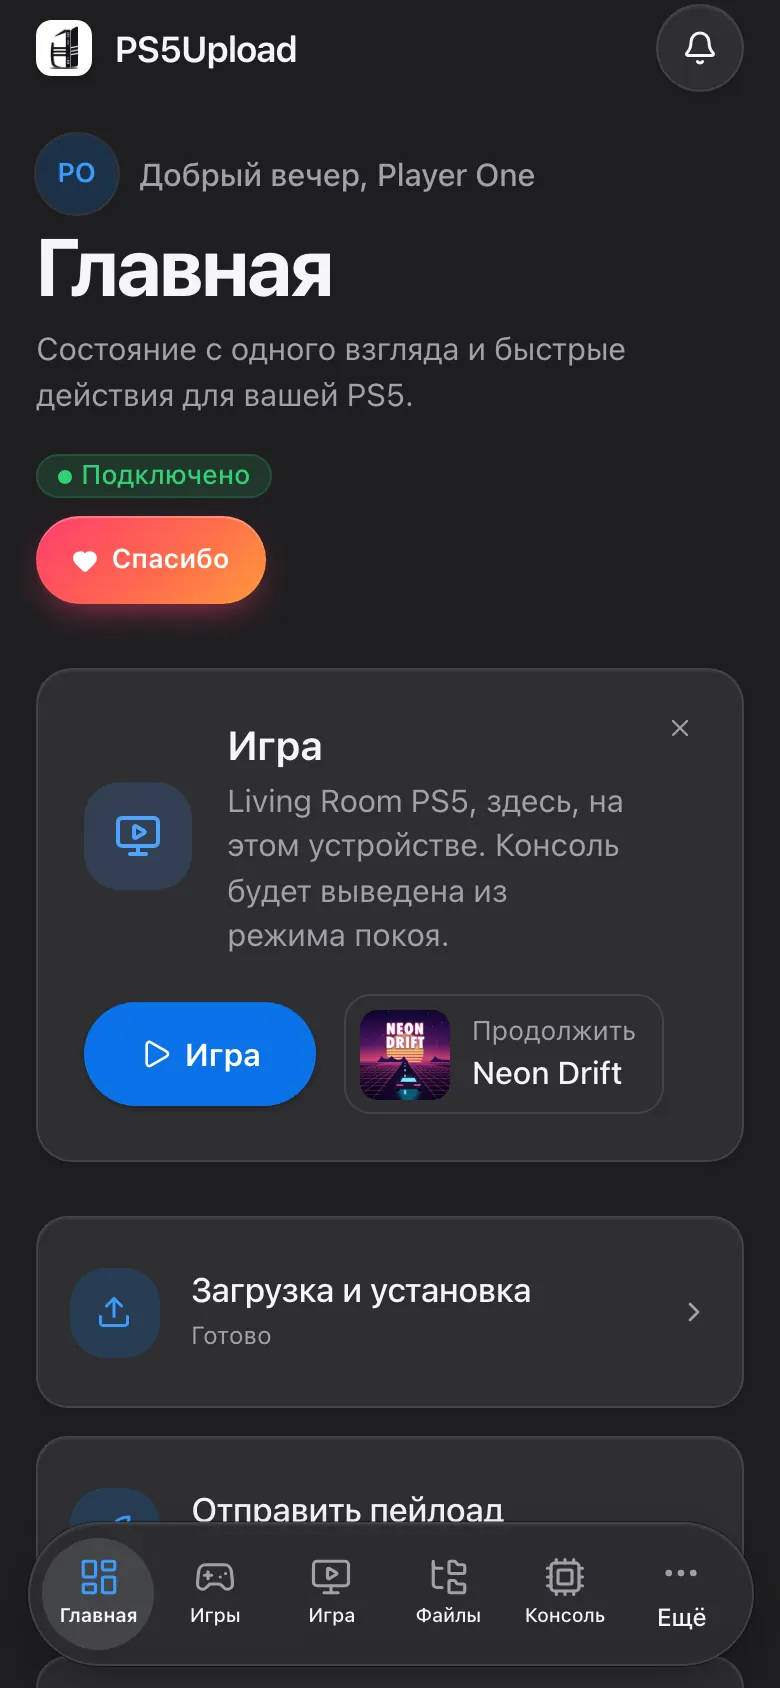 PS5Upload
PO
Добрый вечер, Player One
Главная
Состояние с одного взгляда и быстрые
действия для вашей PS5.
Подключено
Спасибо
Игра
Living Room PS5, здесь, на
этом устройстве. Консоль
будет выведена из
режима покоя.
Игра
NEON
DRIFT
Продолжить
Neon Drift
Загрузка и установка
Готово
Отправить пейлоад
Главная
Игры
Игра
Файлы
Консоль
Ещё